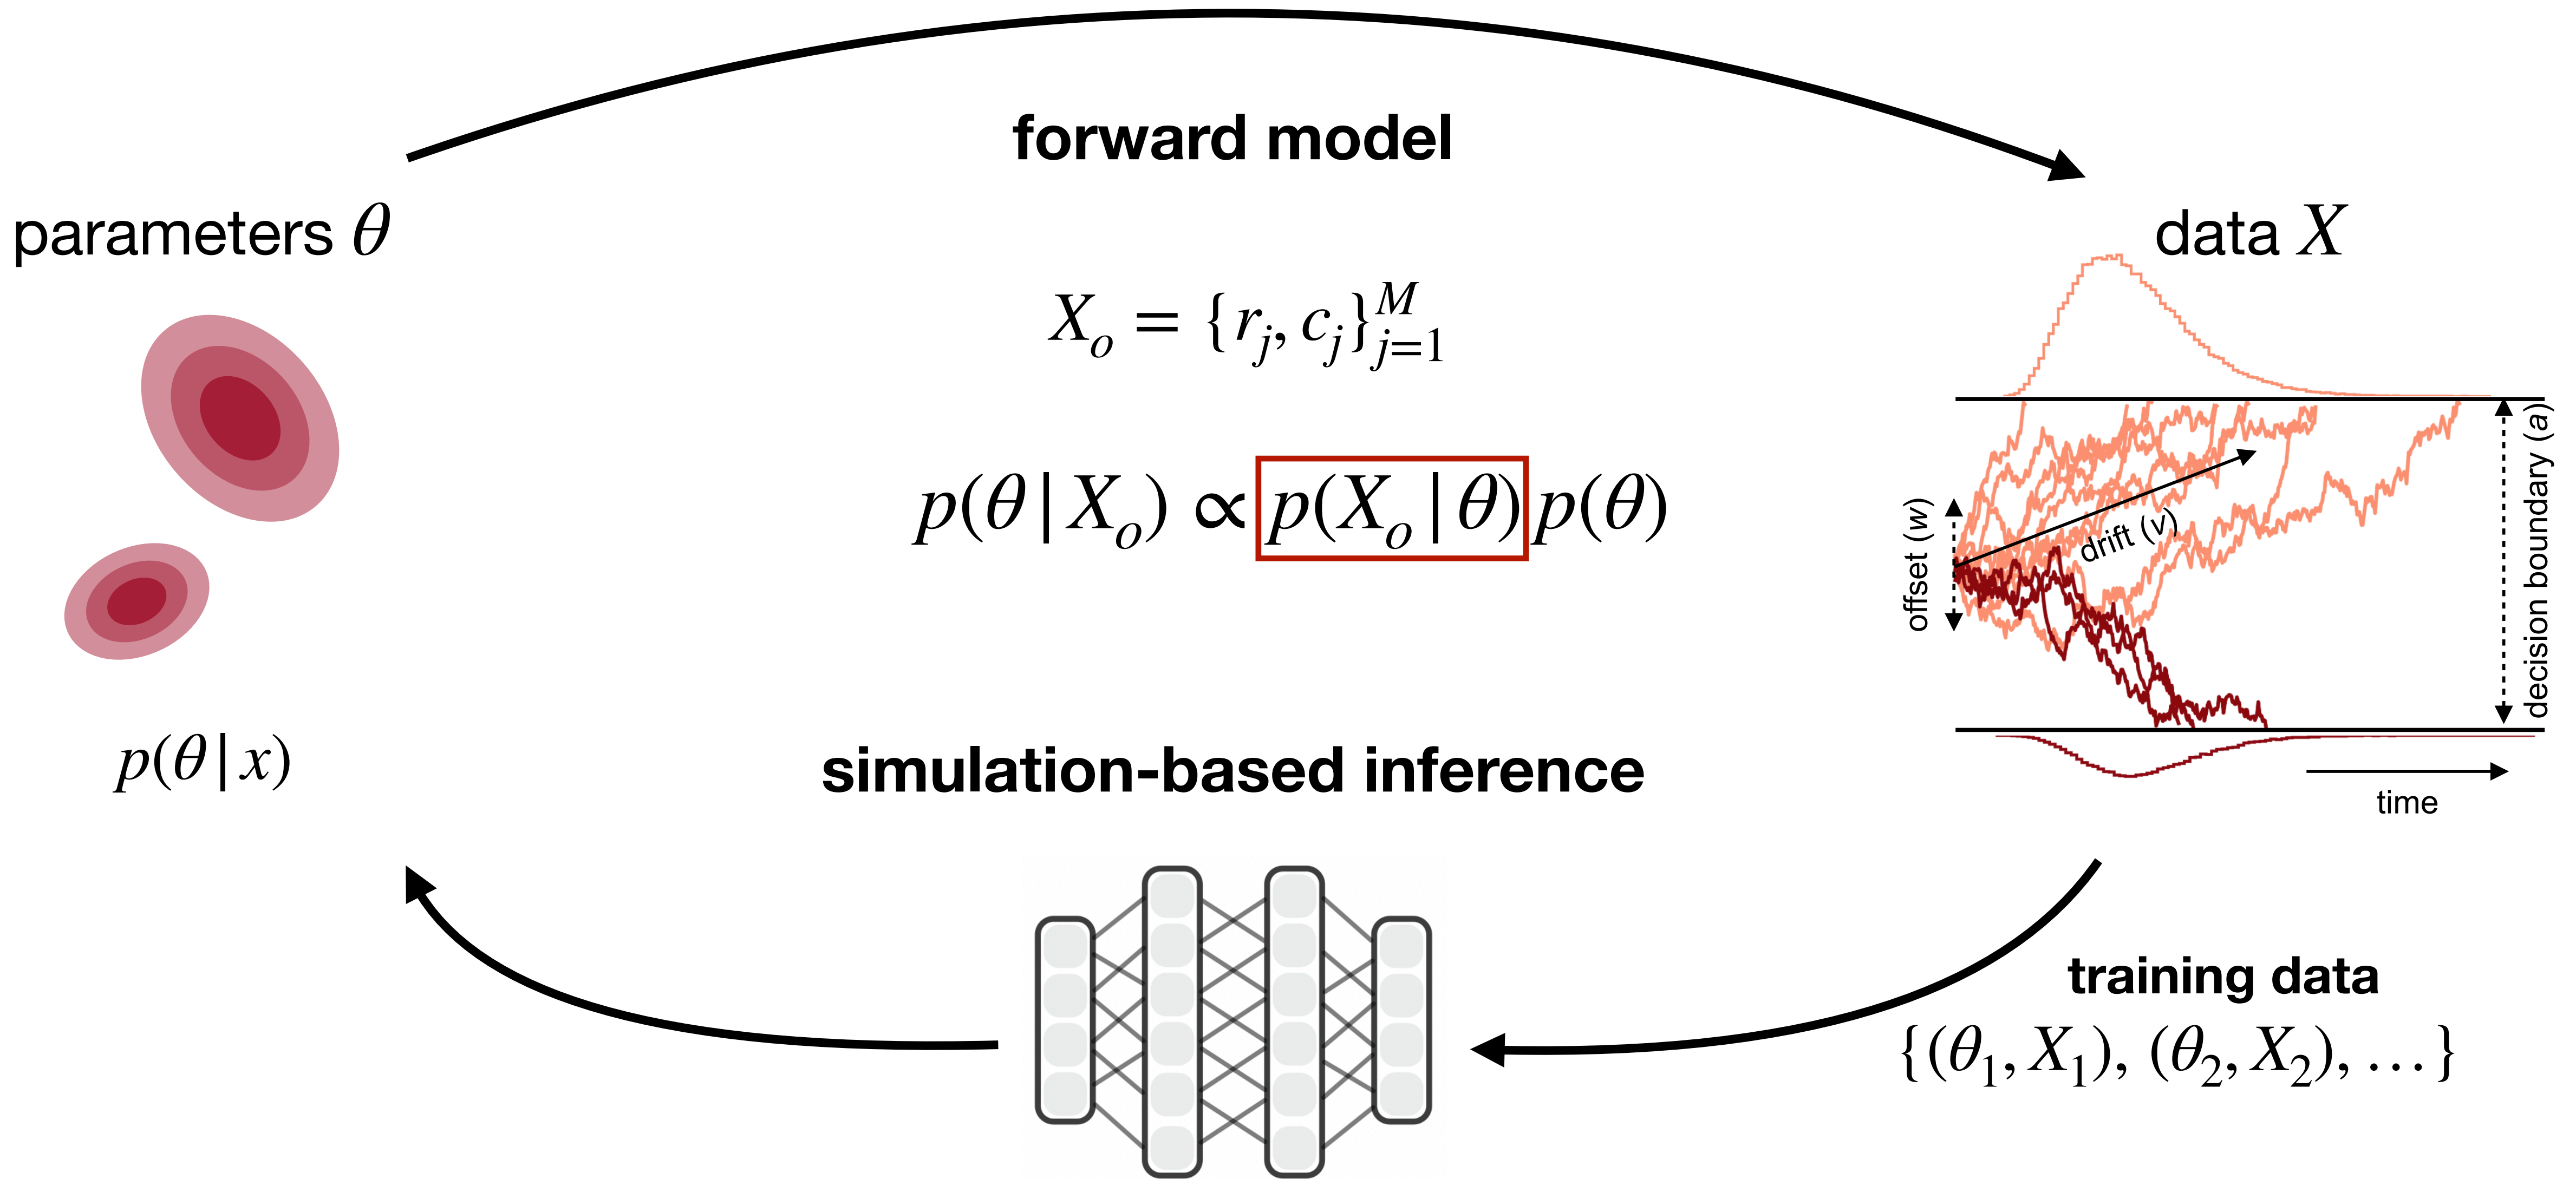 forward model
parameters θ
data X
X_o = {r_j, c_j}_{j=1}^M
p(θ | X_o) ∝ p(X_o | θ) p(θ)
offset (w)
drift (v)
decision boundary (a)
p(θ | x)
simulation-based inference
time
training data
{(θ_1, X_1), (θ_2, X_2), …}